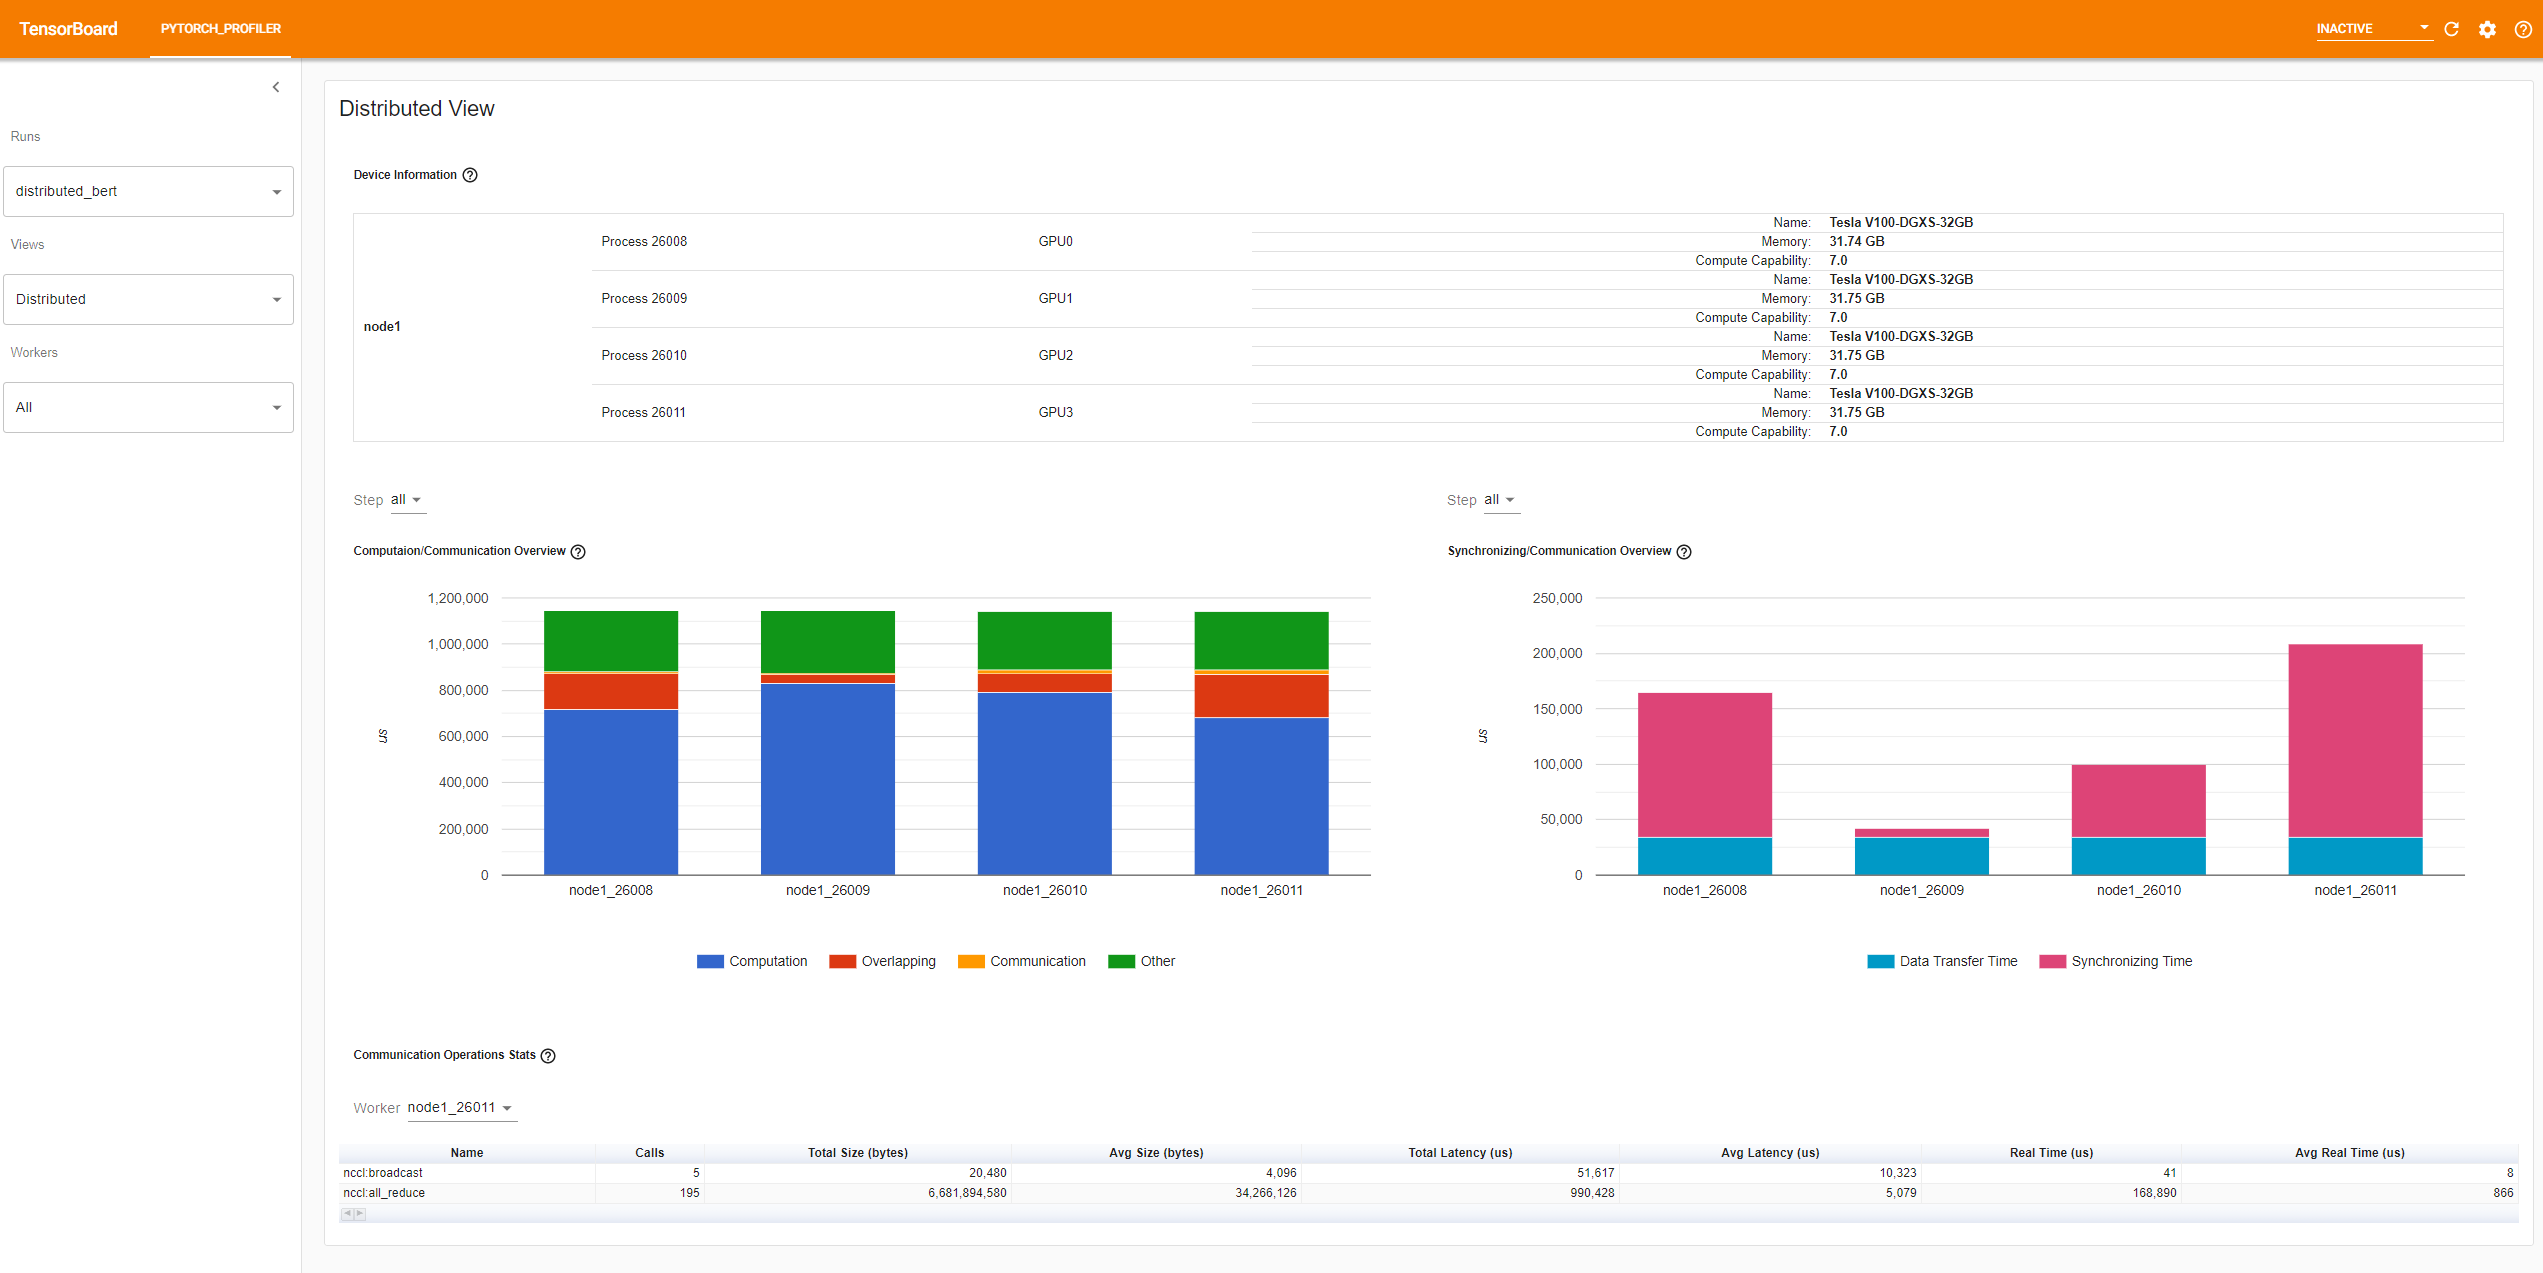 TensorBoard PYTORCH_PROFILER INACTIVE
Runs
distributed_bert
Views
Distributed
Workers
All
Distributed View
Device Information
node1
Process 26008 GPU0
Name: Tesla V100-DGXS-32GB
Memory: 31.74 GB
Compute Capability: 7.0
Process 26009 GPU1
Name: Tesla V100-DGXS-32GB
Memory: 31.75 GB
Compute Capability: 7.0
Process 26010 GPU2
Name: Tesla V100-DGXS-32GB
Memory: 31.75 GB
Compute Capability: 7.0
Process 26011 GPU3
Name: Tesla V100-DGXS-32GB
Memory: 31.75 GB
Compute Capability: 7.0
Step all
Computaion/Communication Overview
us
1,200,000
1,000,000
800,000
600,000
400,000
200,000
0
node1_26008 node1_26009 node1_26010 node1_26011
Computation Overlapping Communication Other
Step all
Synchronizing/Communication Overview
us
250,000
200,000
150,000
100,000
50,000
0
node1_26008 node1_26009 node1_26010 node1_26011
Data Transfer Time Synchronizing Time
Communication Operations Stats
Worker node1_26011
Name Calls Total Size (bytes) Avg Size (bytes) Total Latency (us) Avg Latency (us) Real Time (us) Avg Real Time (us)
nccl:broadcast 5 20,480 4,096 51,617 10,323 41 8
nccl:all_reduce 195 6,681,894,580 34,266,126 990,428 5,079 168,890 866